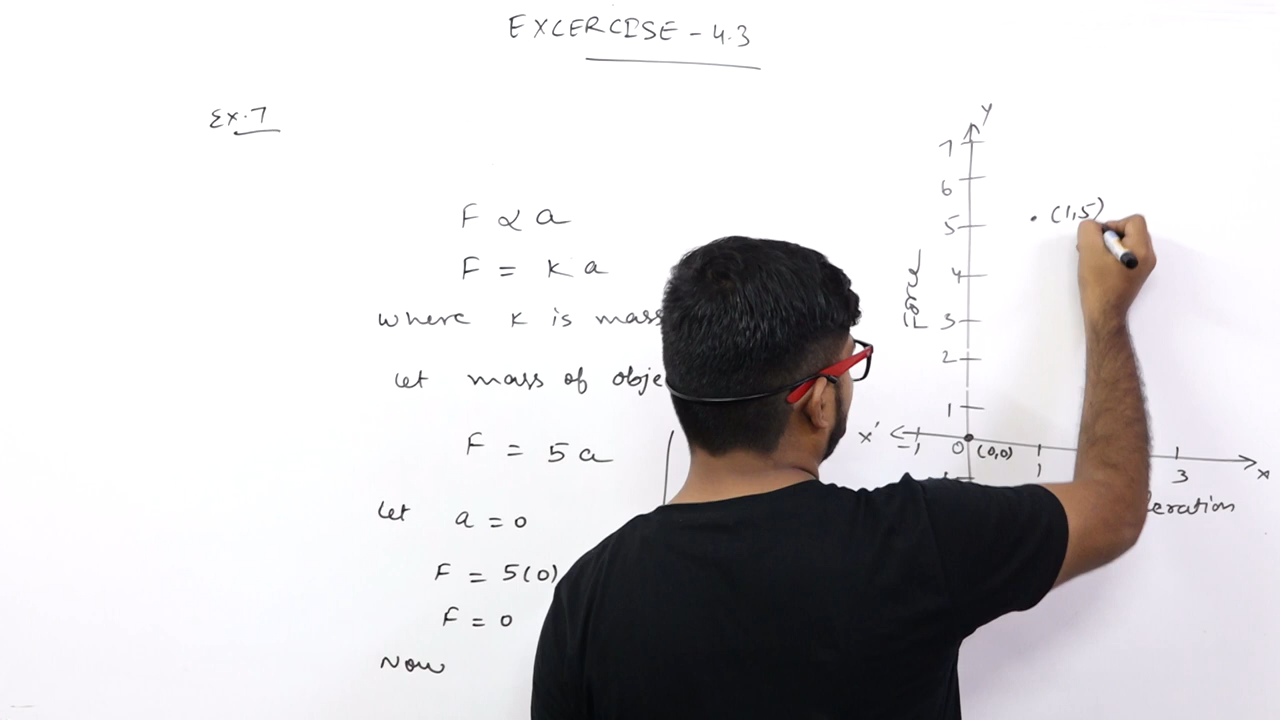 EXCERCISE - 4.3
Ex. 7
F ∝ a
F = K a
where K is mass
Let mass of obje
F = 5 a
Let a = 0
F = 5(0)
F = 0
Now
Y
7
6
5 (1,5)
4
Force
3
2
1
X' -1 0 (0,0) 1 3 X
eration